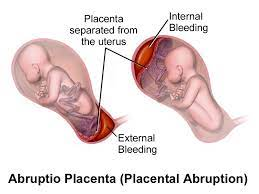 Placenta
separated from
the uterus
Internal
Bleeding
External
Bleeding
Abruptio Placenta (Placental Abruption)